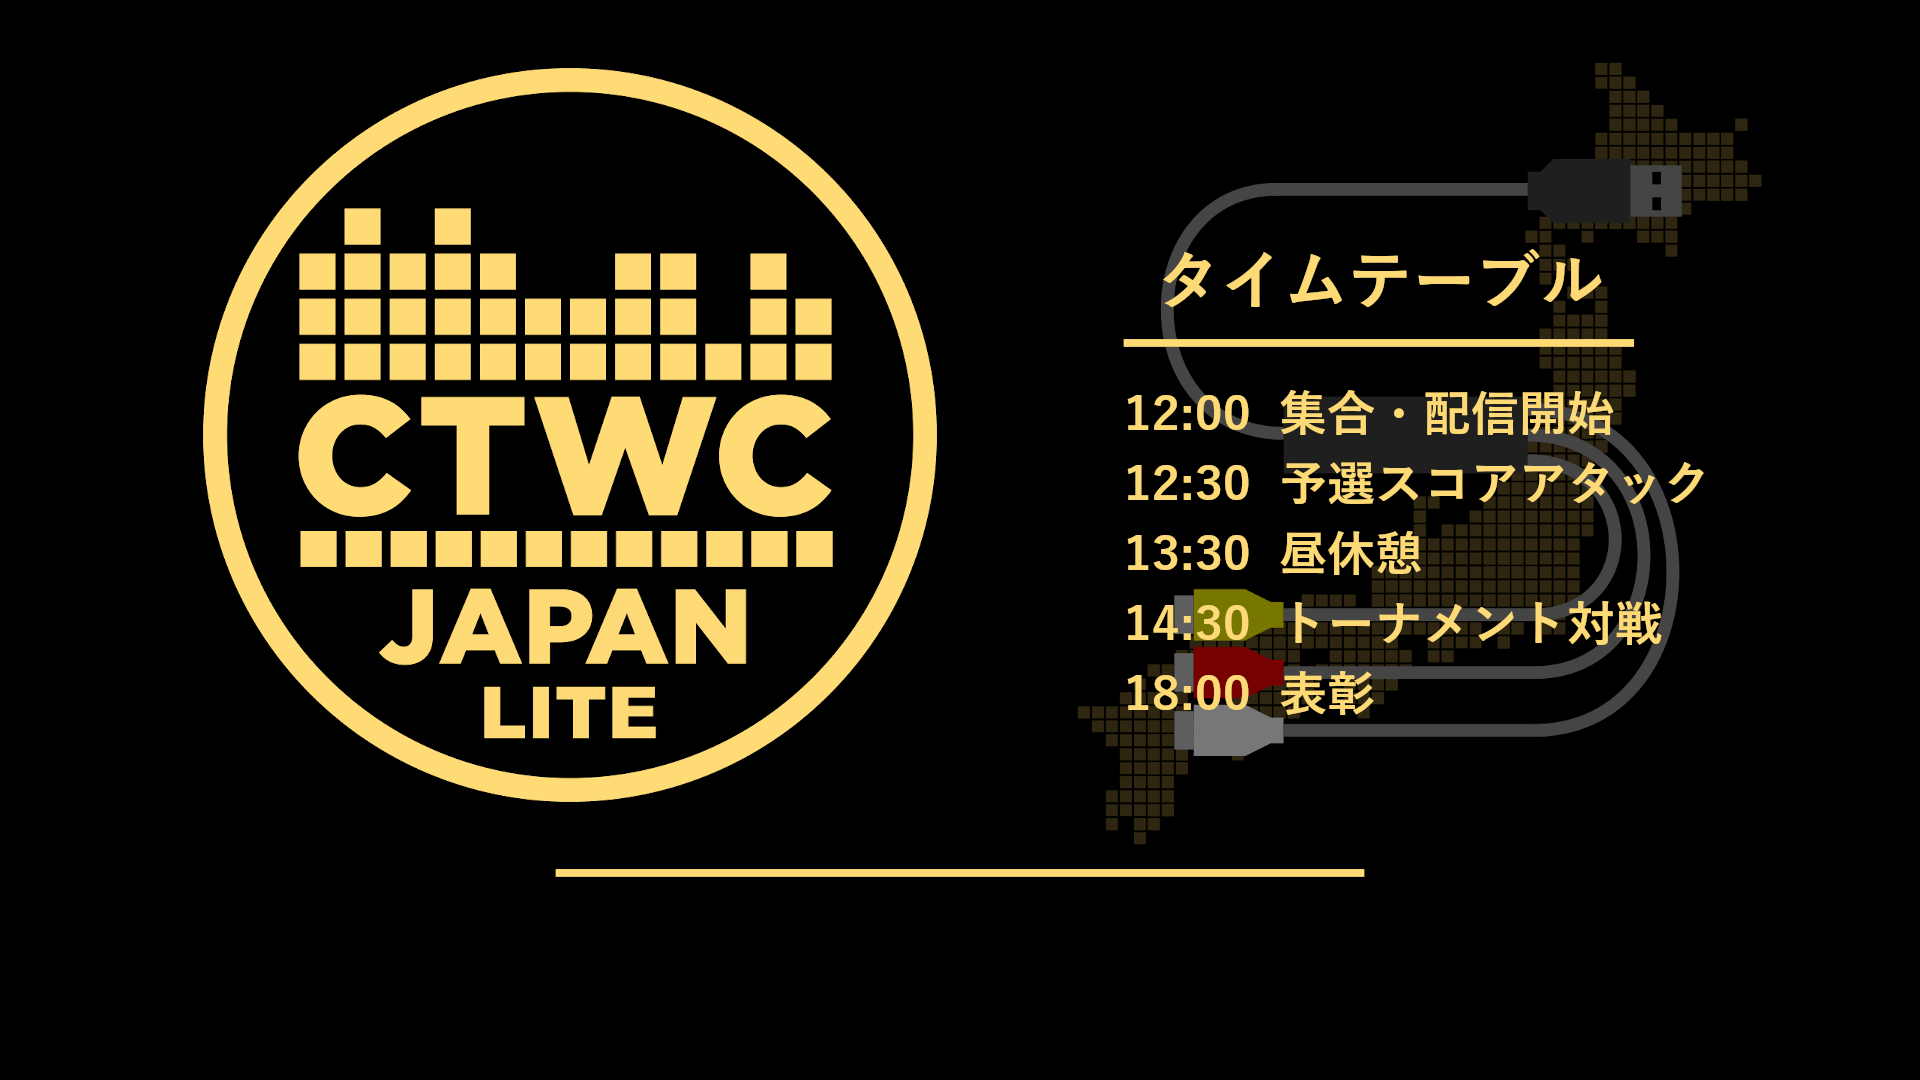 CTWC
JAPAN
LITE
タイムテーブル
12:00 集合・配信開始
12:30 予選スコアアタック
13:30 昼休憩
14:30 トーナメント対戦
18:00 表彰